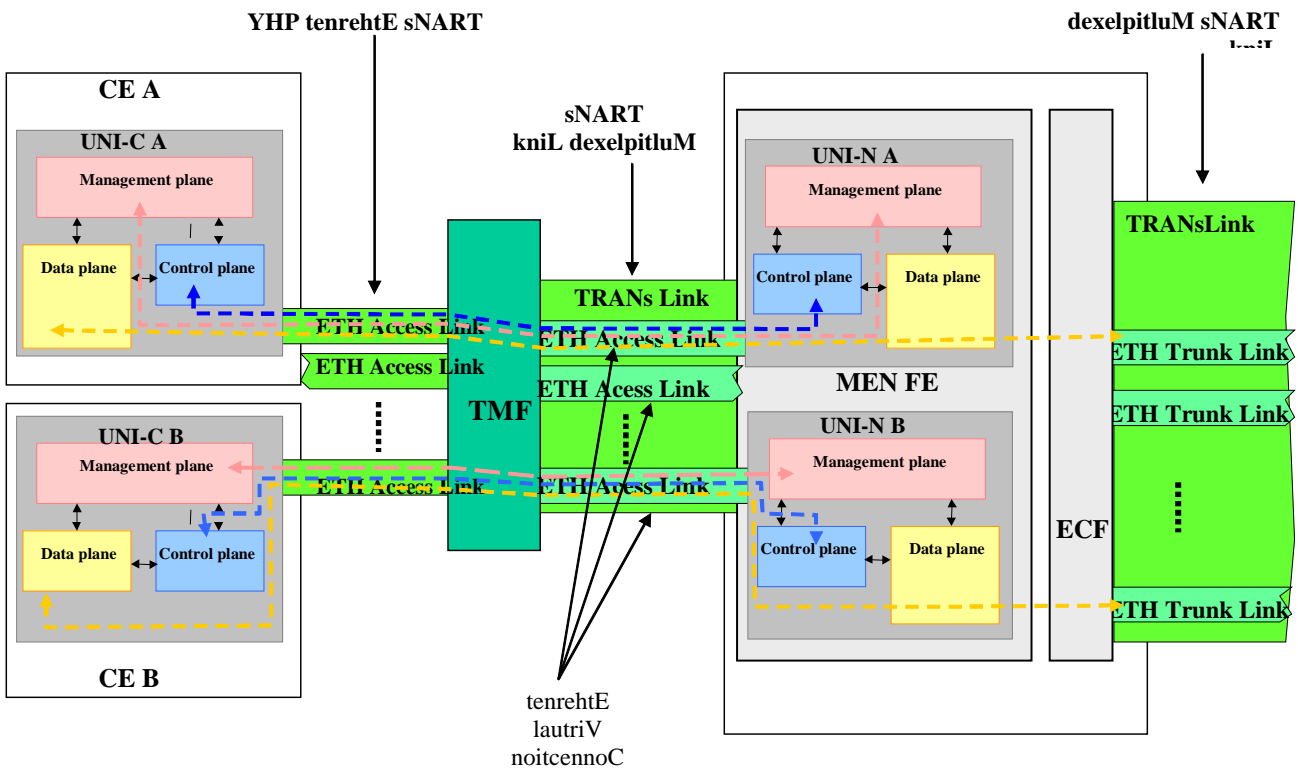 YHP tenrehtE sNART
dexelpitluM sNART
kniL
CE A
UNI-C A
Management plane
Data plane
Control plane
sNART
kniL dexelpitluM
UNI-N A
Management plane
Control plane
Data plane
TRANsLink
TRANs Link
ETH Access Link
ETH Access Link
ETH Trunk Link
ETH Access Link
ETH Acess Link
MEN FE
TMF
ETH Trunk Link
UNI-C B
Management plane
UNI-N B
Management plane
ETH Access Link
ETH Acess Link
Data plane
Control plane
Control plane
Data plane
ECF
ETH Trunk Link
CE B
tenrehtE
lautriV
noitcennoC